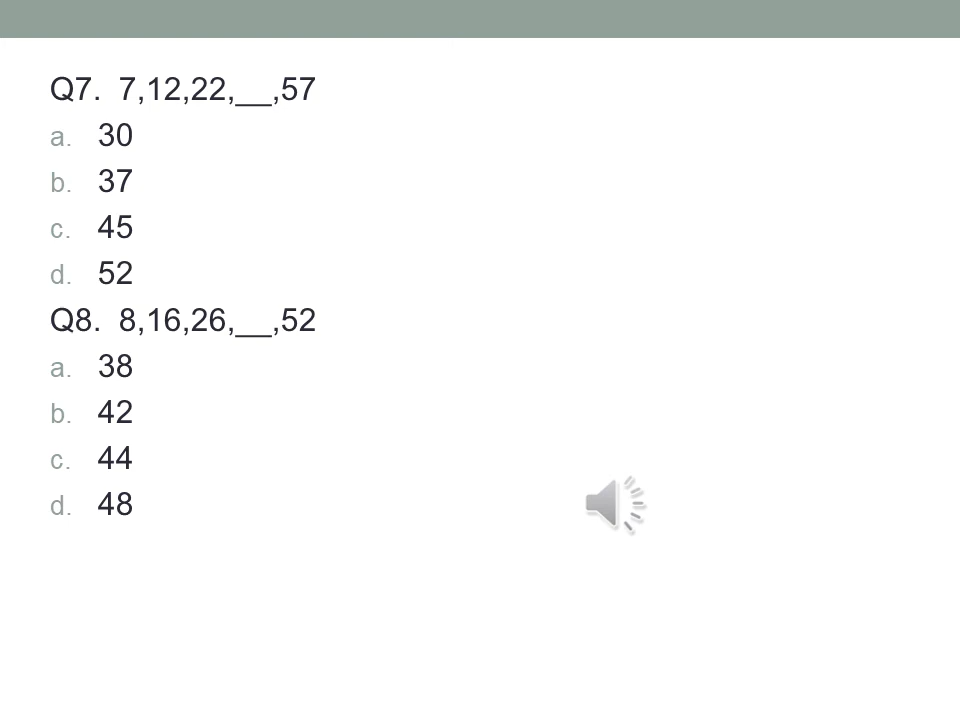 Q7. 7,12,22,__,57
a. 30
b. 37
c. 45
d. 52
Q8. 8,16,26,__,52
a. 38
b. 42
c. 44
d. 48